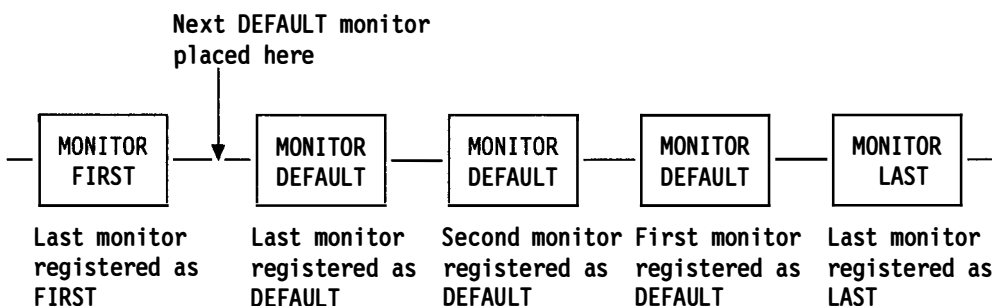 Next DEFAULT monitor
placed here
MONITOR
FIRST
MONITOR
DEFAULT
MONITOR
DEFAULT
MONITOR
DEFAULT
MONITOR
LAST
Last monitor
registered as
FIRST
Last monitor
registered as
DEFAULT
Second monitor
registered as
DEFAULT
First monitor
registered as
DEFAULT
Last monitor
registered as
LAST